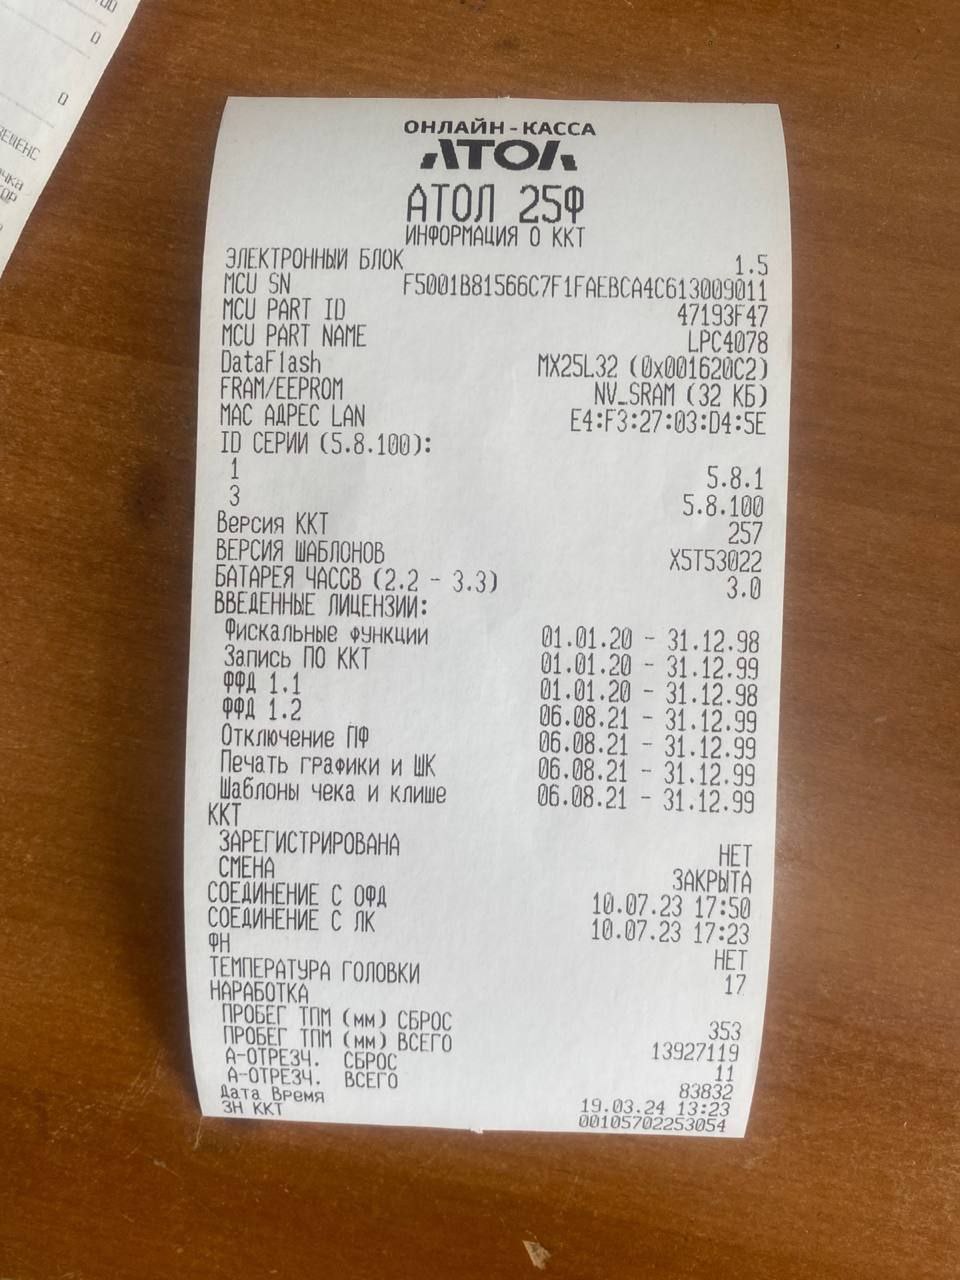 0
0
ОНЛАЙН-КАССА
АТОЛ
АТОЛ 25Ф
ИНФОРМАЦИЯ О ККТ
ЭЛЕКТРОННЫЙ БЛОК 1.5
MCU SN F5001B81566C7F1FAEBCA4C613009011
MCU PART ID 47193F47
MCU PART NAME LPC4078
DataFlash MX25L32 (0x001620C2)
FRAM/EEPROM NV_SRAM (32 КБ)
MAC АДРЕС LAN E4:F3:27:03:D4:5E
ID СЕРИИ (5.8.100):
1 5.8.1
3 5.8.100
Версия ККТ 257
ВЕРСИЯ ШАБЛОНОВ X5T53022
БАТАРЕЯ ЧАССВ (2.2 - 3.3) 3.0
ВВЕДЕННЫЕ ЛИЦЕНЗИИ:
Фискальные функции 01.01.20 - 31.12.98
Запись ПО ККТ 01.01.20 - 31.12.99
ФФД 1.1 01.01.20 - 31.12.98
ФФД 1.2 06.08.21 - 31.12.99
Отключение ПФ 06.08.21 - 31.12.99
Печать графики и ШК 06.08.21 - 31.12.99
Шаблоны чека и клише 06.08.21 - 31.12.99
ККТ
ЗАРЕГИСТРИРОВАНА НЕТ
СМЕНА ЗАКРЫТА
СОЕДИНЕНИЕ С ОФД 10.07.23 17:50
СОЕДИНЕНИЕ С ЛК 10.07.23 17:23
ФН НЕТ
ТЕМПЕРАТУРА ГОЛОВКИ 17
НАРАБОТКА
ПРОБЕГ ТПМ (мм) СБРОС 353
ПРОБЕГ ТПМ (мм) ВСЕГО 13927119
А-ОТРЕЗЧ. СБРОС 11
А-ОТРЕЗЧ. ВСЕГО 83832
Дата Время 19.03.24 13:23
ЗН ККТ 00105702253054